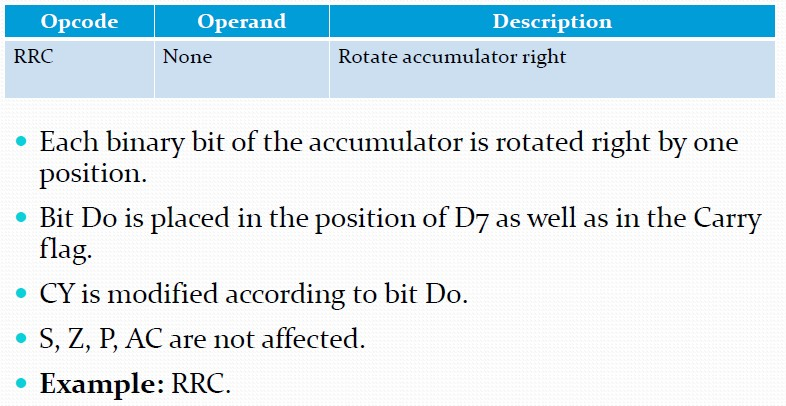 Opcode Operand Description
RRC None Rotate accumulator right
• Each binary bit of the accumulator is rotated right by one
position.
• Bit D0 is placed in the position of D7 as well as in the Carry
flag.
• CY is modified according to bit D0.
• S, Z, P, AC are not affected.
• Example: RRC.